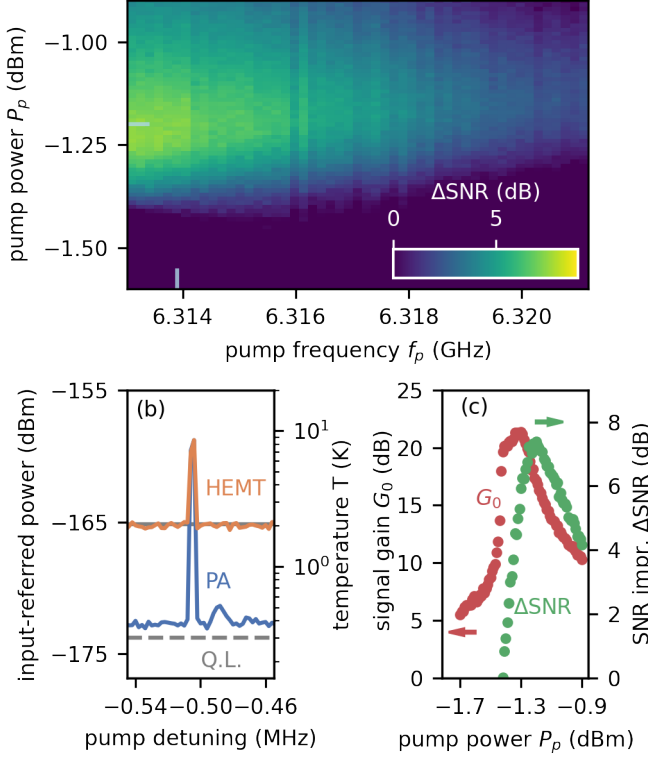 pump power Pₚ (dBm)
−1.00
−1.25
−1.50
ΔSNR (dB)
0 5
6.314 6.316 6.318 6.320
pump frequency fₚ (GHz)
(b)
input-referred power (dBm)
−155
−165
−175
HEMT
PA
Q.L.
10¹
10⁰
temperature T (K)
−0.54 −0.50 −0.46
pump detuning (MHz)
(c)
signal gain G₀ (dB)
25
20
15
10
5
0
G₀
ΔSNR
8
6
4
2
0
SNR impr. ΔSNR (dB)
−1.7 −1.3 −0.9
pump power Pₚ (dBm)